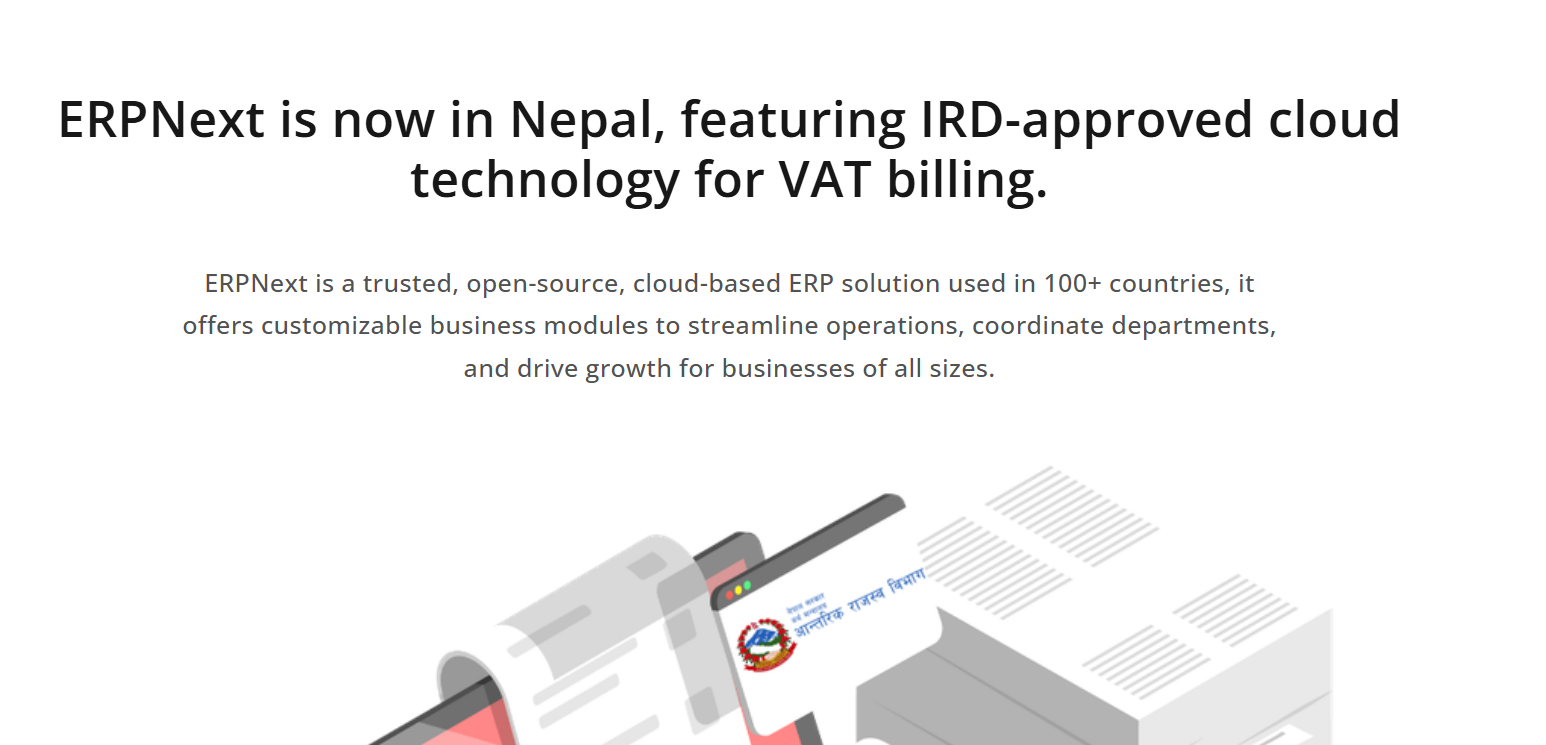 ERPNext is now in Nepal, featuring IRD-approved cloud
technology for VAT billing.
ERPNext is a trusted, open-source, cloud-based ERP solution used in 100+ countries, it
offers customizable business modules to streamline operations, coordinate departments,
and drive growth for businesses of all sizes.
नेपाल सरकार
अर्थ मन्त्रालय
आन्तरिक राजस्व विभाग